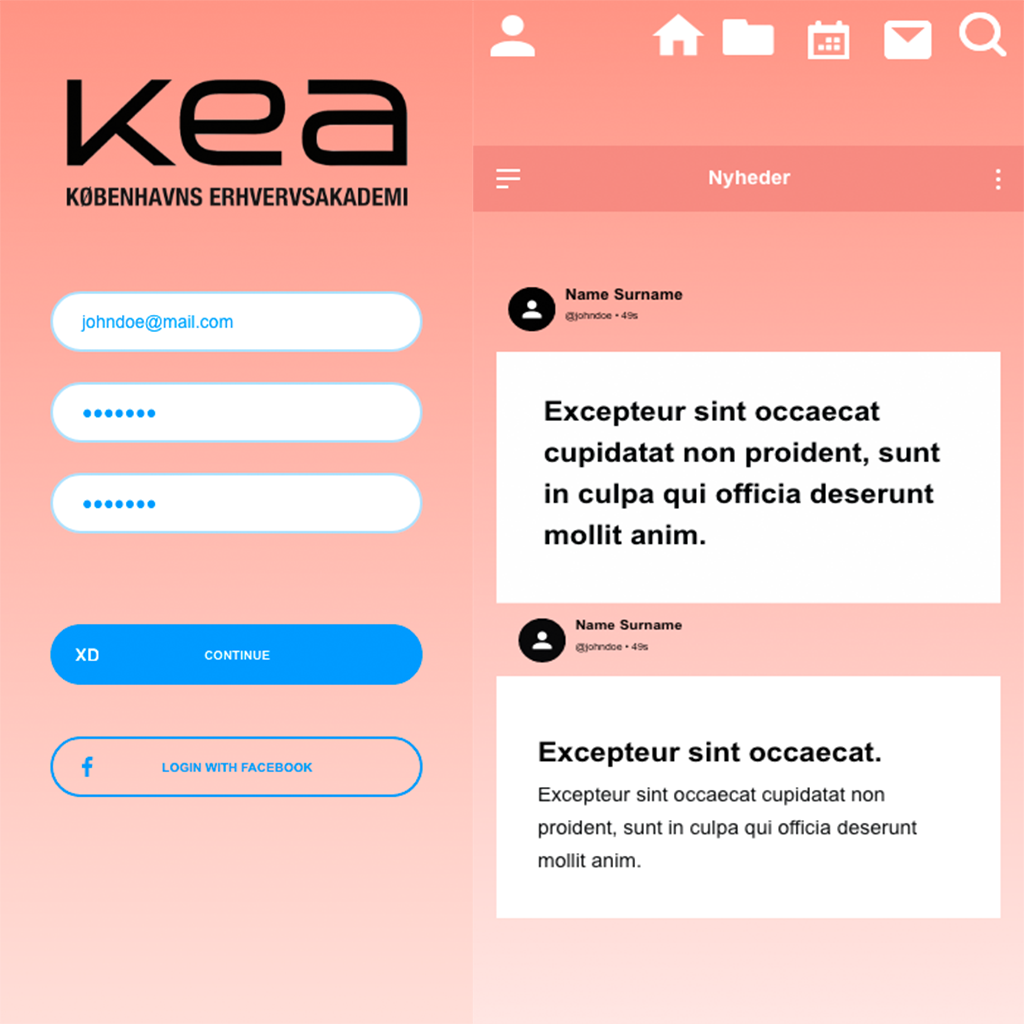 kea
KØBENHAVNS ERHVERVSAKADEMI
johndoe@mail.com
•••••••
•••••••
XD CONTINUE
f LOGIN WITH FACEBOOK
Nyheder
Name Surname
@johndoe • 49s
Excepteur sint occaecat
cupidatat non proident, sunt
in culpa qui officia deserunt
mollit anim.
Name Surname
@johndoe • 49s
Excepteur sint occaecat.
Excepteur sint occaecat cupidatat non
proident, sunt in culpa qui officia deserunt
mollit anim.